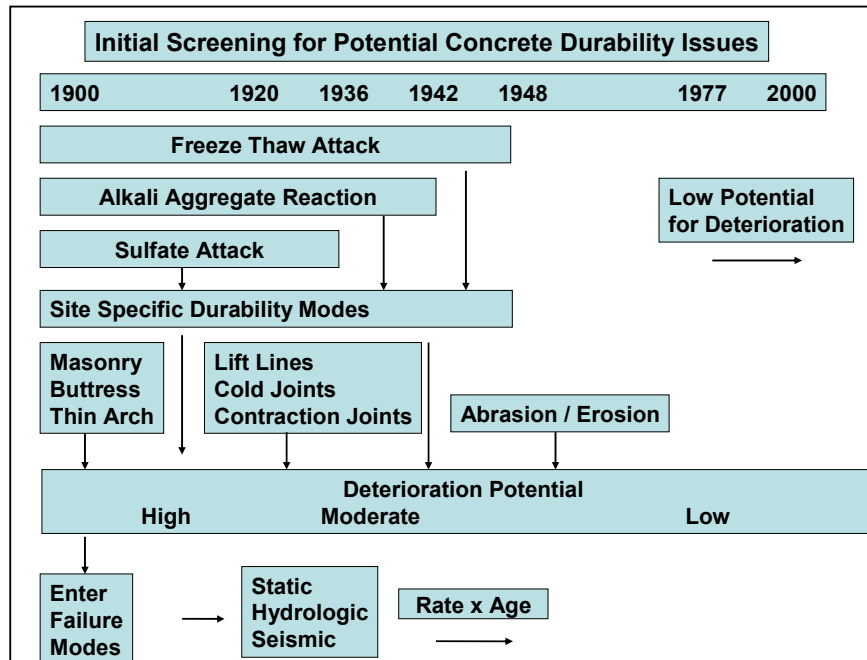 Initial Screening for Potential Concrete Durability Issues
1900 1920 1936 1942 1948 1977 2000
Freeze Thaw Attack
Alkali Aggregate Reaction
Low Potential
for Deterioration
Sulfate Attack
Site Specific Durability Modes
Masonry
Buttress
Thin Arch
Lift Lines
Cold Joints
Contraction Joints
Abrasion / Erosion
Deterioration Potential
High Moderate Low
Enter
Failure
Modes
Static
Hydrologic
Seismic
Rate x Age